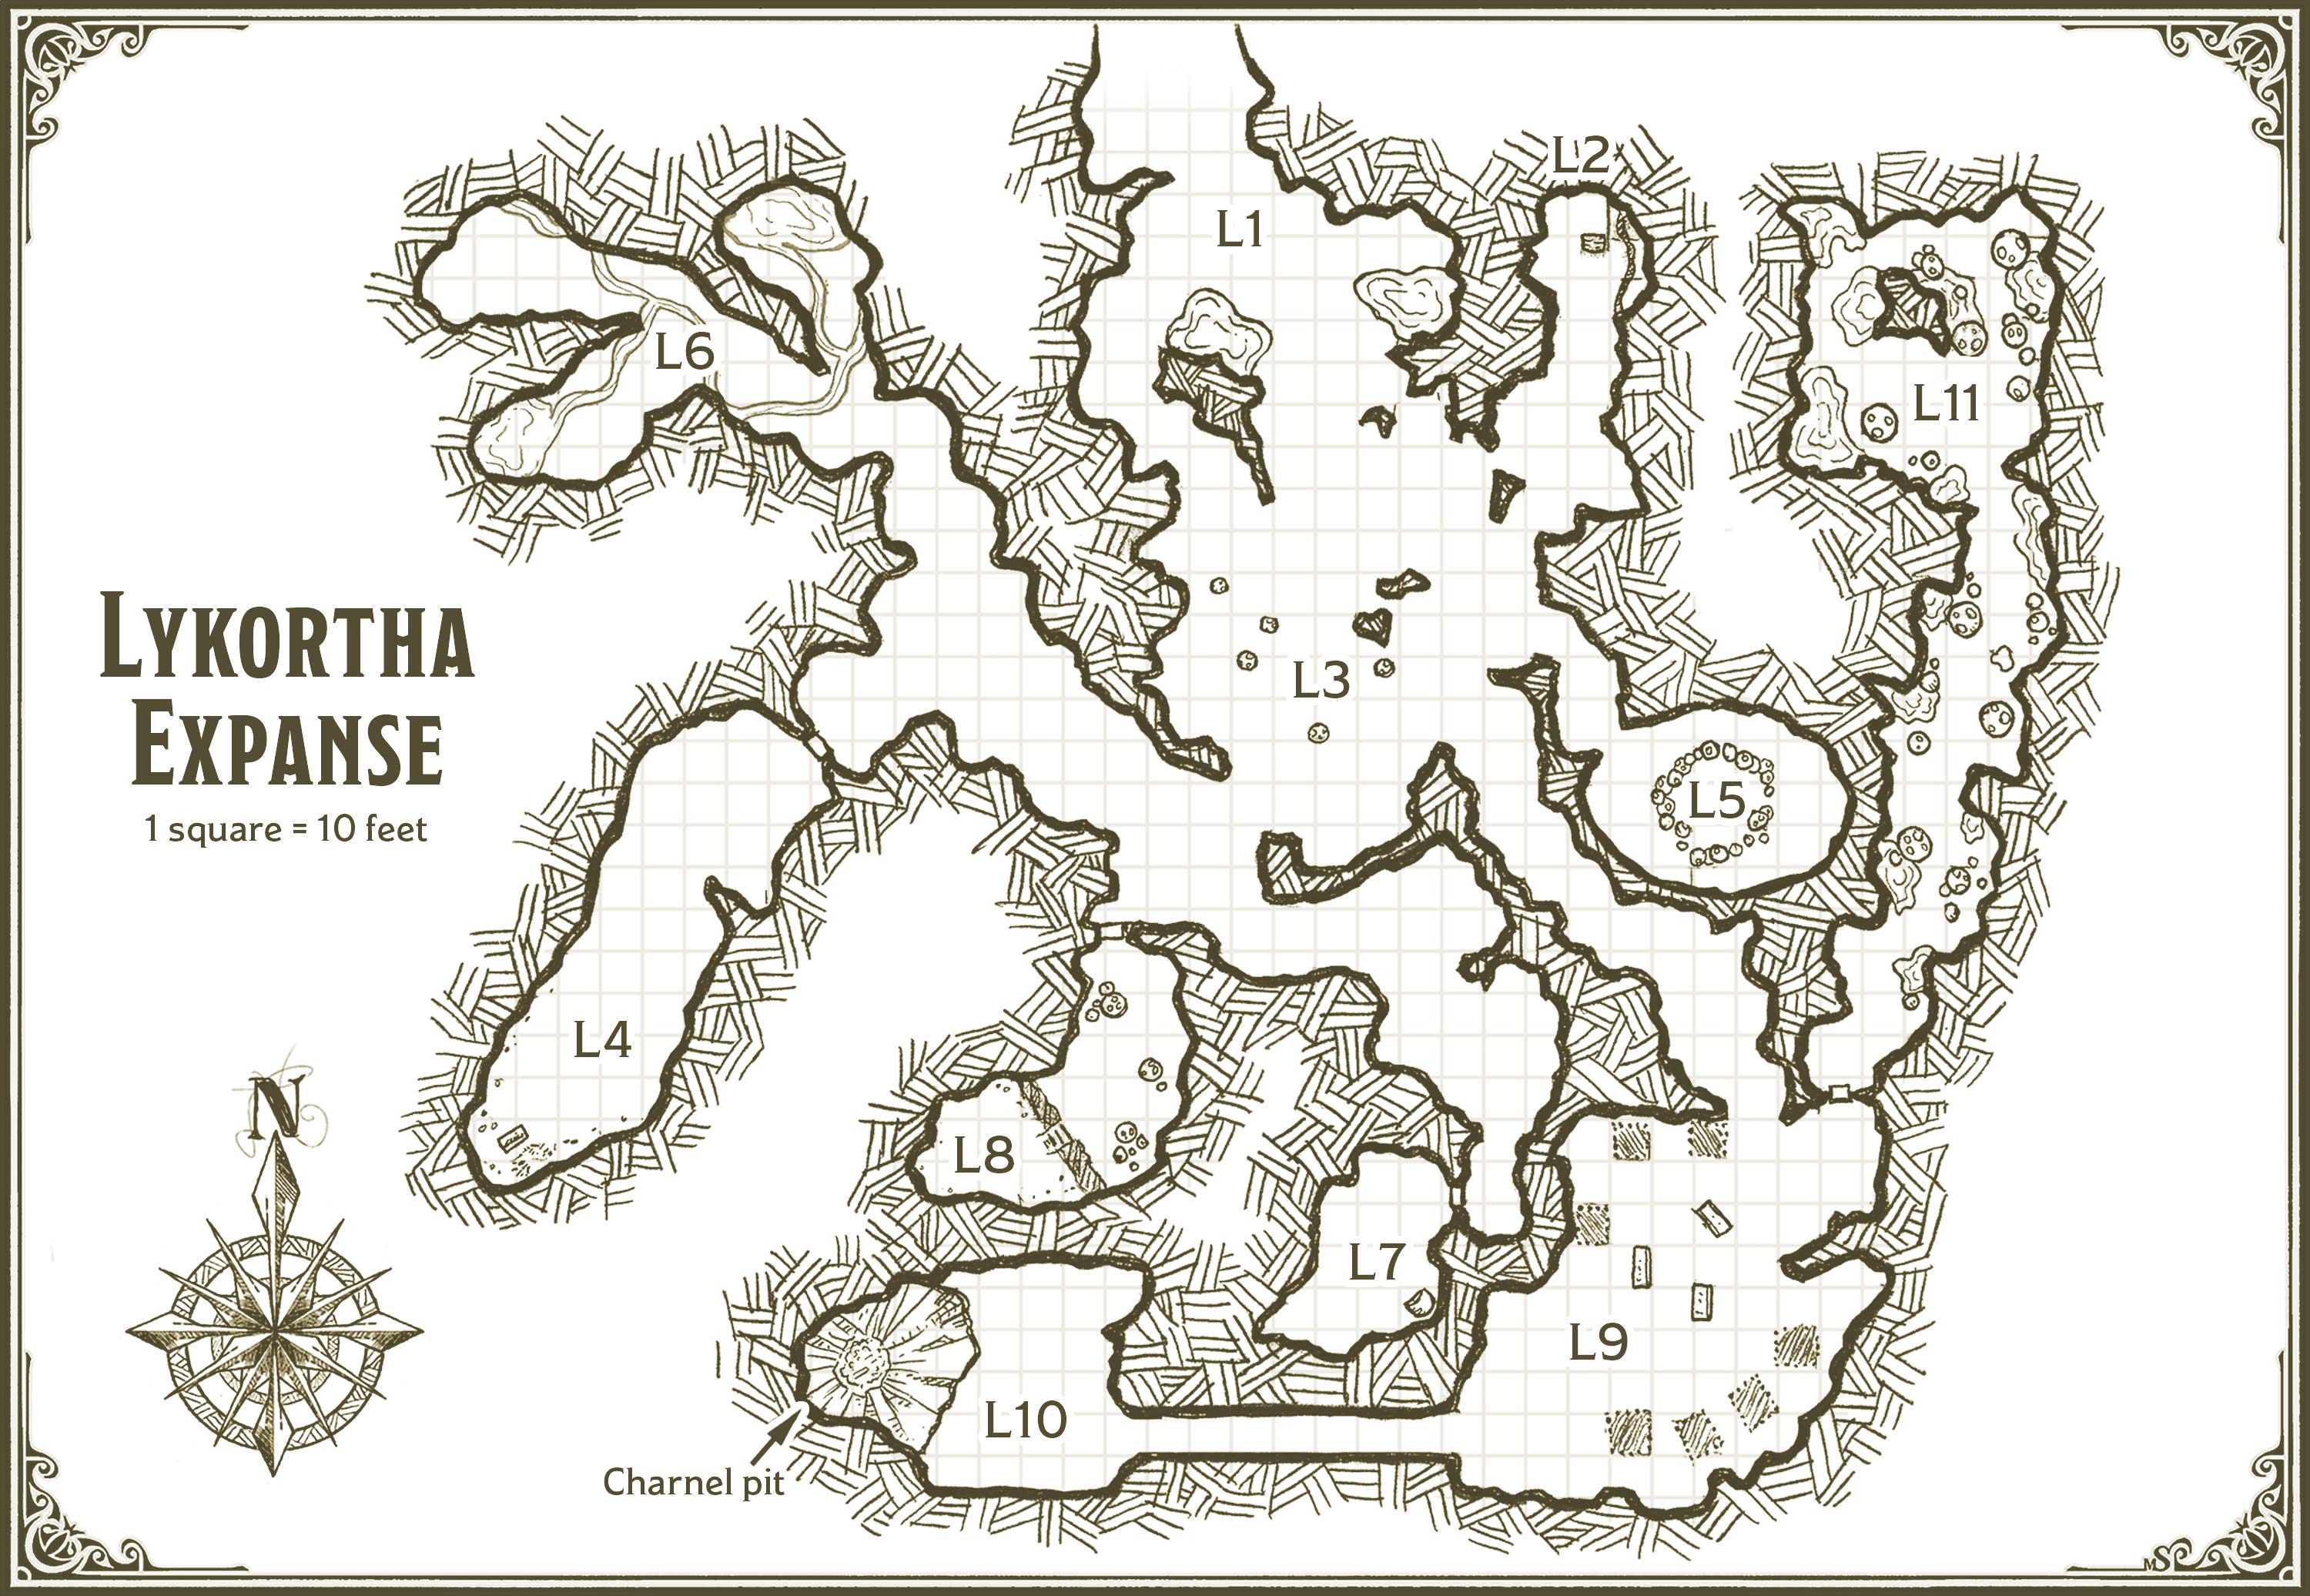 L2
L1
L6
L11
LYKORTHA
EXPANSE
1 square = 10 feet
L3
L5
L4
N
L8
L7
L9
L10
Charnel pit
MS